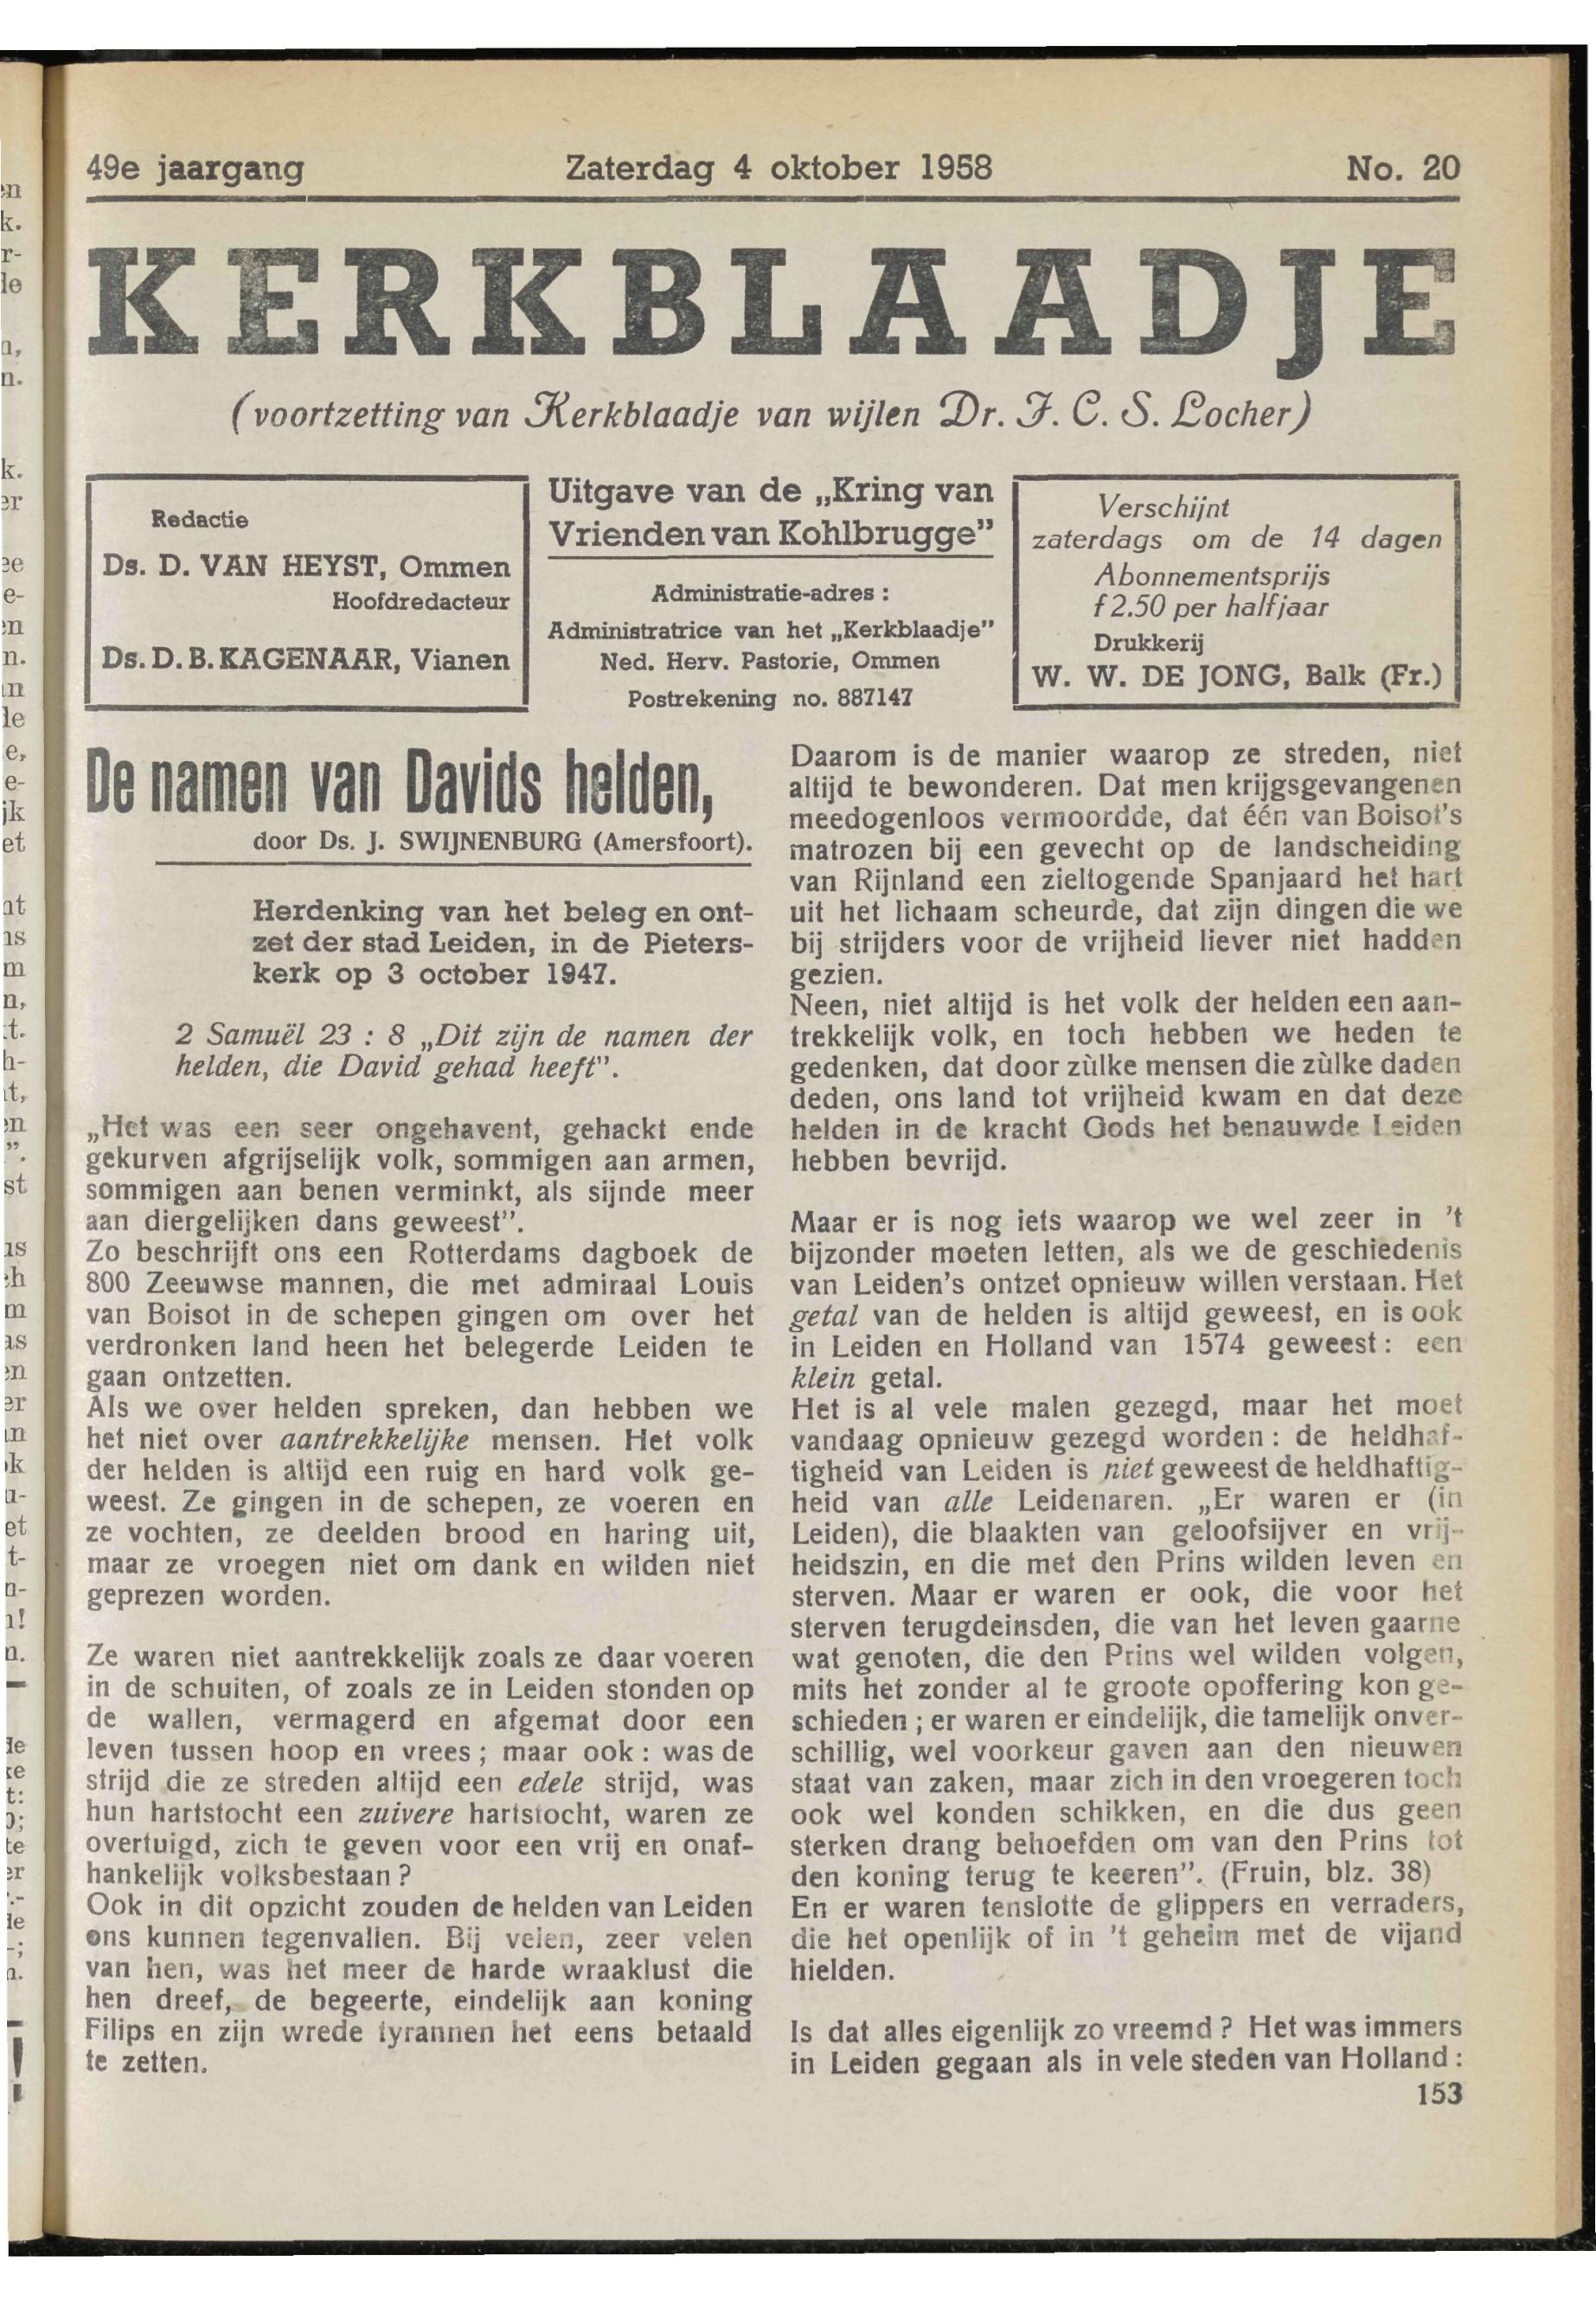 49e jaargang Zaterdag 4 oktober 1958 No. 20
KERKBLAADJE
(voortzetting van Kerkblaadje van wijlen Dr. J. C. S. Locher)
Redactie
Ds. D. VAN HEYST, Ommen
Hoofdredacteur
Ds. D. B. KAGENAAR, Vianen
Uitgave van de „Kring van
Vrienden van Kohlbrugge”
Administratie-adres :
Administratrice van het „Kerkblaadje”
Ned. Herv. Pastorie, Ommen
Postrekening no. 887147
Verschijnt
zaterdags om de 14 dagen
Abonnementsprijs
f 2.50 per halfjaar
Drukkerij
W. W. DE JONG, Balk (Fr.)
De namen van Davids helden,
door Ds. J. SWIJNENBURG (Amersfoort).
Herdenking van het beleg en ont-
zet der stad Leiden, in de Pieters-
kerk op 3 october 1947.
2 Samuël 23 : 8 „Dit zijn de namen der
helden, die David gehad heeft”.
„Het was een seer ongehavent, gehackt ende
gekurven afgrijselijk volk, sommigen aan armen,
sommigen aan benen verminkt, als sijnde meer
aan diergelijken dans geweest”.
Zo beschrijft ons een Rotterdams dagboek de
800 Zeeuwse mannen, die met admiraal Louis
van Boisot in de schepen gingen om over het
verdronken land heen het belegerde Leiden te
gaan ontzetten.
Als we over helden spreken, dan hebben we
het niet over aantrekkelijke mensen. Het volk
der helden is altijd een ruig en hard volk ge-
weest. Ze gingen in de schepen, ze voeren en
ze vochten, ze deelden brood en haring uit,
maar ze vroegen niet om dank en wilden niet
geprezen worden.
Ze waren niet aantrekkelijk zoals ze daar voeren
in de schuiten, of zoals ze in Leiden stonden op
de wallen, vermagerd en afgemat door een
leven tussen hoop en vrees ; maar ook : was de
strijd die ze streden altijd een edele strijd, was
hun hartstocht een zuivere hartstocht, waren ze
overtuigd, zich te geven voor een vrij en onaf-
hankelijk volksbestaan ?
Ook in dit opzicht zouden de helden van Leiden
ons kunnen tegenvallen. Bij velen, zeer velen
van hen, was het meer de harde wraaklust die
hen dreef, de begeerte, eindelijk aan koning
Filips en zijn wrede tyrannen het eens betaald
te zetten.
Daarom is de manier waarop ze streden, niet
altijd te bewonderen. Dat men krijgsgevangenen
meedogenloos vermoordde, dat één van Boisot's
matrozen bij een gevecht op de landscheiding
van Rijnland een zieltogende Spanjaard het hart
uit het lichaam scheurde, dat zijn dingen die we
bij strijders voor de vrijheid liever niet hadden
gezien.
Neen, niet altijd is het volk der helden een aan-
trekkelijk volk, en toch hebben we heden te
gedenken, dat door zùlke mensen die zùlke daden
deden, ons land tot vrijheid kwam en dat deze
helden in de kracht Gods het benauwde Leiden
hebben bevrijd.
Maar er is nog iets waarop we wel zeer in 't
bijzonder moeten letten, als we de geschiedenis
van Leiden's ontzet opnieuw willen verstaan. Het
getal van de helden is altijd geweest, en is ook
in Leiden en Holland van 1574 geweest : een
klein getal.
Het is al vele malen gezegd, maar het moet
vandaag opnieuw gezegd worden : de heldhaf-
tigheid van Leiden is niet geweest de heldhaftig-
heid van alle Leidenaren. „Er waren er (in
Leiden), die blaakten van geloofsijver en vrij-
heidszin, en die met den Prins wilden leven en
sterven. Maar er waren er ook, die voor het
sterven terugdeinsden, die van het leven gaarne
wat genoten, die den Prins wel wilden volgen,
mits het zonder al te groote opoffering kon ge-
schieden ; er waren er eindelijk, die tamelijk onver-
schillig, wel voorkeur gaven aan den nieuwen
staat van zaken, maar zich in den vroegeren toch
ook wel konden schikken, en die dus geen
sterken drang behoefden om van den Prins tot
den koning terug te keeren”. (Fruin, blz. 38)
En er waren tenslotte de glippers en verraders,
die het openlijk of in 't geheim met de vijand
hielden.
Is dat alles eigenlijk zo vreemd ? Het was immers
in Leiden gegaan als in vele steden van Holland :
153